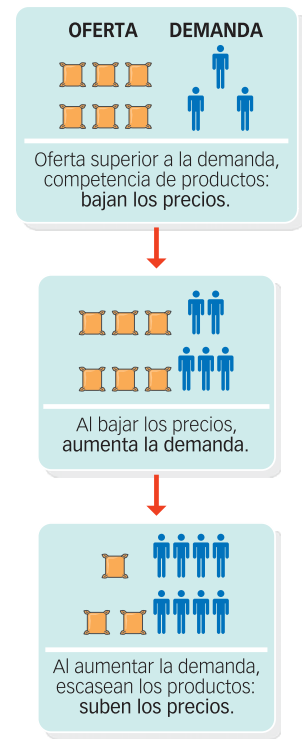 OFERTA DEMANDA
Oferta superior a la demanda,
competencia de productos:
bajan los precios.
Al bajar los precios,
aumenta la demanda.
Al aumentar la demanda,
escasean los productos:
suben los precios.